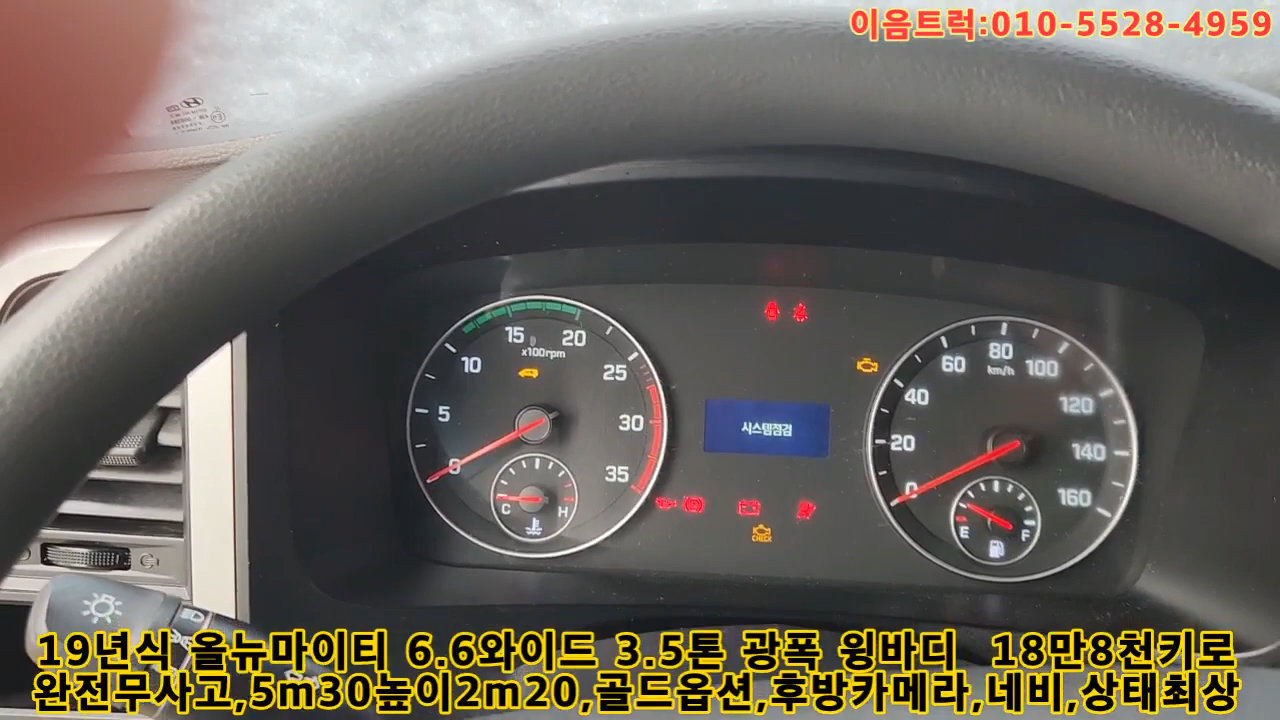 이음트럭:010-5528-4959
15 20
x100rpm
10 25
5 30
0 35
C H
시스템점검
CHECK
80
km/h
60 100
40 120
20 140
0 160
E F
19년식 올뉴마이티 6.6와이드 3.5톤 광폭 윙바디 18만8천키로
완전무사고,5m30높이2m20,골드옵션,후방카메라,네비,상태최상